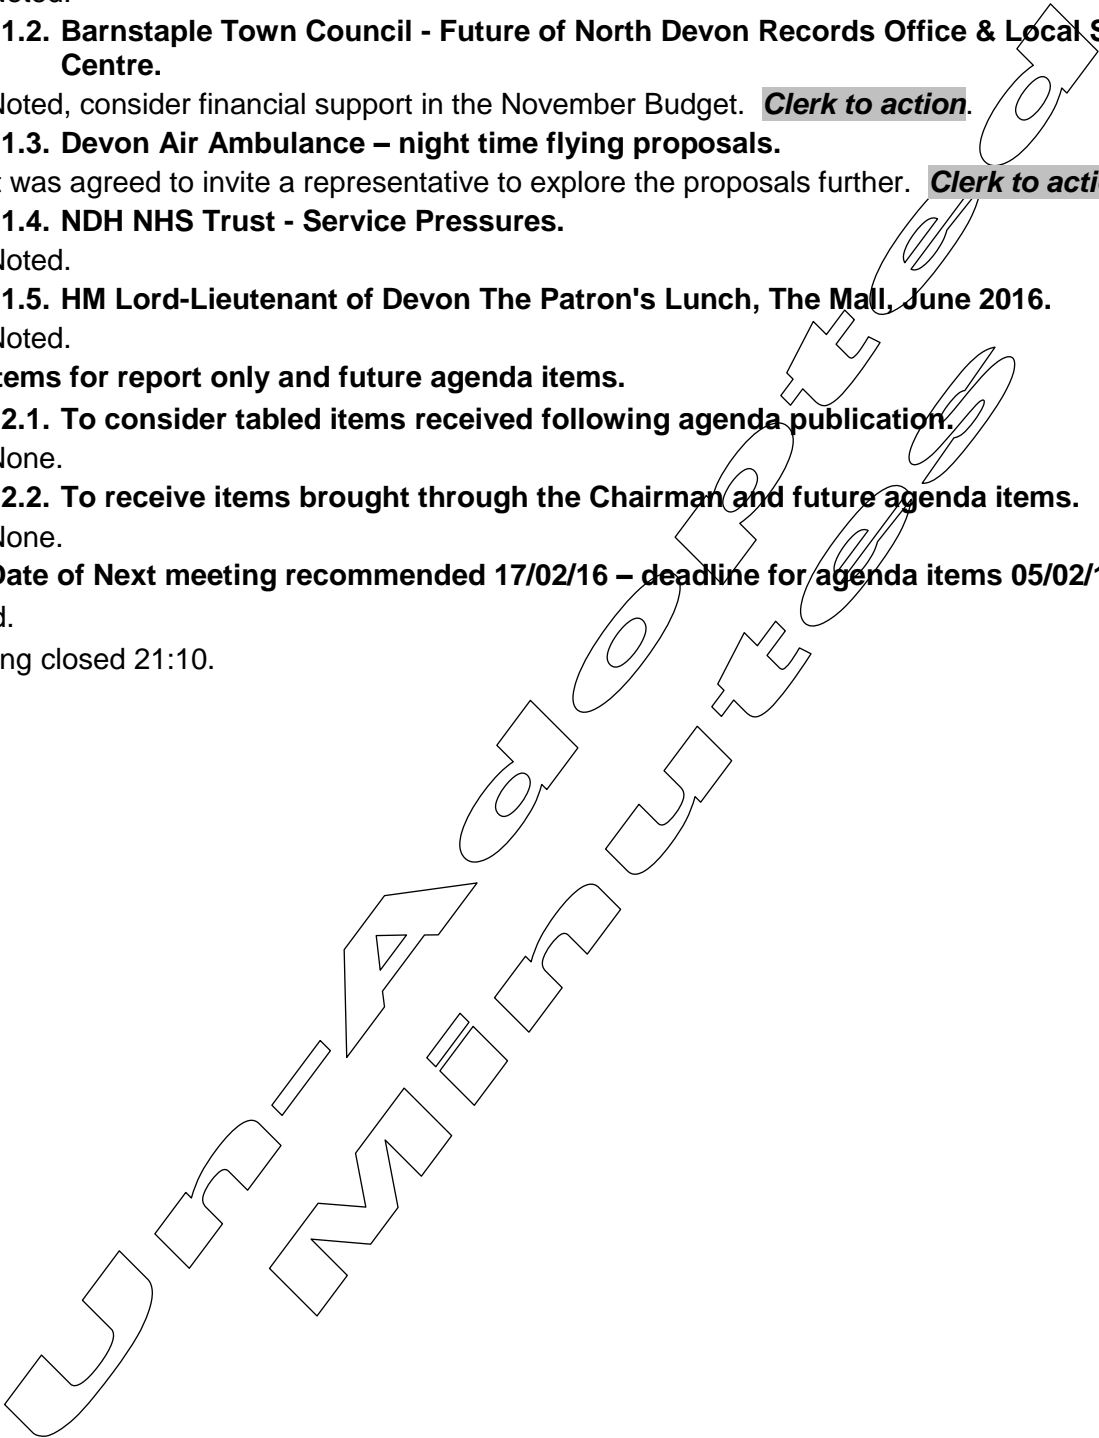 1.2. Barnstaple Town Council - Future of North Devon Records Office & Local
Centre.
Noted, consider financial support in the November Budget. Clerk to action.
1.3. Devon Air Ambulance – night time flying proposals.
was agreed to invite a representative to explore the proposals further. Clerk to acti
1.4. NDH NHS Trust - Service Pressures.
Noted.
1.5. HM Lord-Lieutenant of Devon The Patron's Lunch, The Mall, June 2016.
Noted.
tems for report only and future agenda items.
2.1. To consider tabled items received following agenda publication.
None.
2.2. To receive items brought through the Chairman and future agenda items.
None.
Date of Next meeting recommended 17/02/16 – deadline for agenda items 05/02/1
d.
ng closed 21:10.
Un-Adopted
Minutes